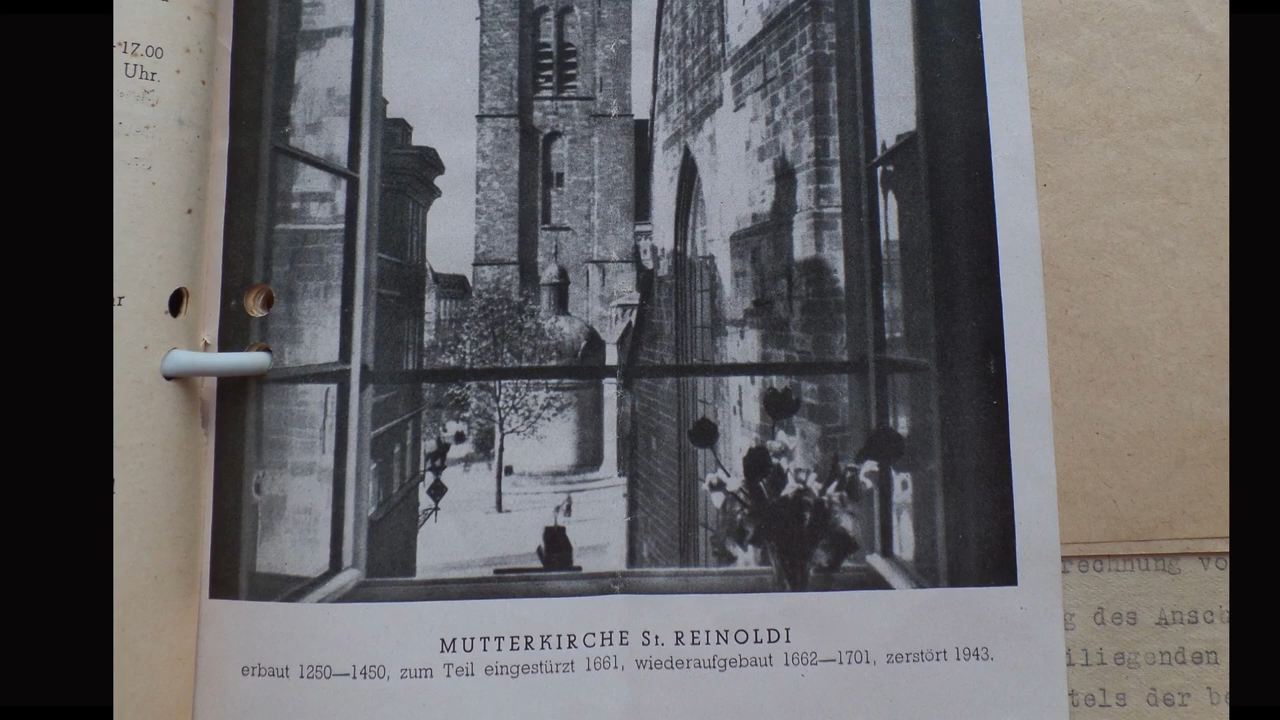 17.00
Uhr.
MUTTERKIRCHE St. REINOLDI
erbaut 1250—1450, zum Teil eingestürzt 1661, wiederaufgebaut 1662—1701, zerstört 1943.
rechnung vo
g des Ansch
iliegenden
tels der be